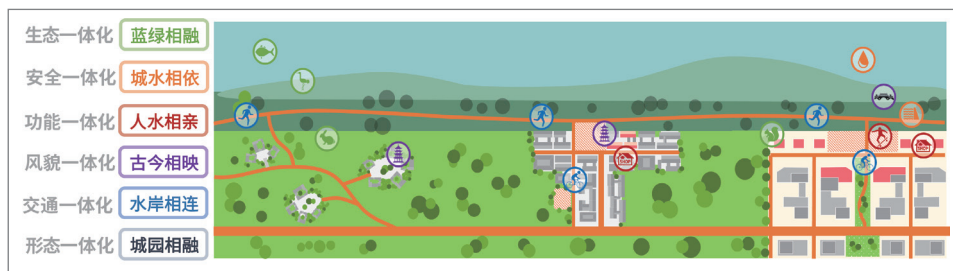 生态一体化 蓝绿相融
安全一体化 城水相依
功能一体化 人水相亲
风貌一体化 古今相映
交通一体化 水岸相连
形态一体化 城园相融